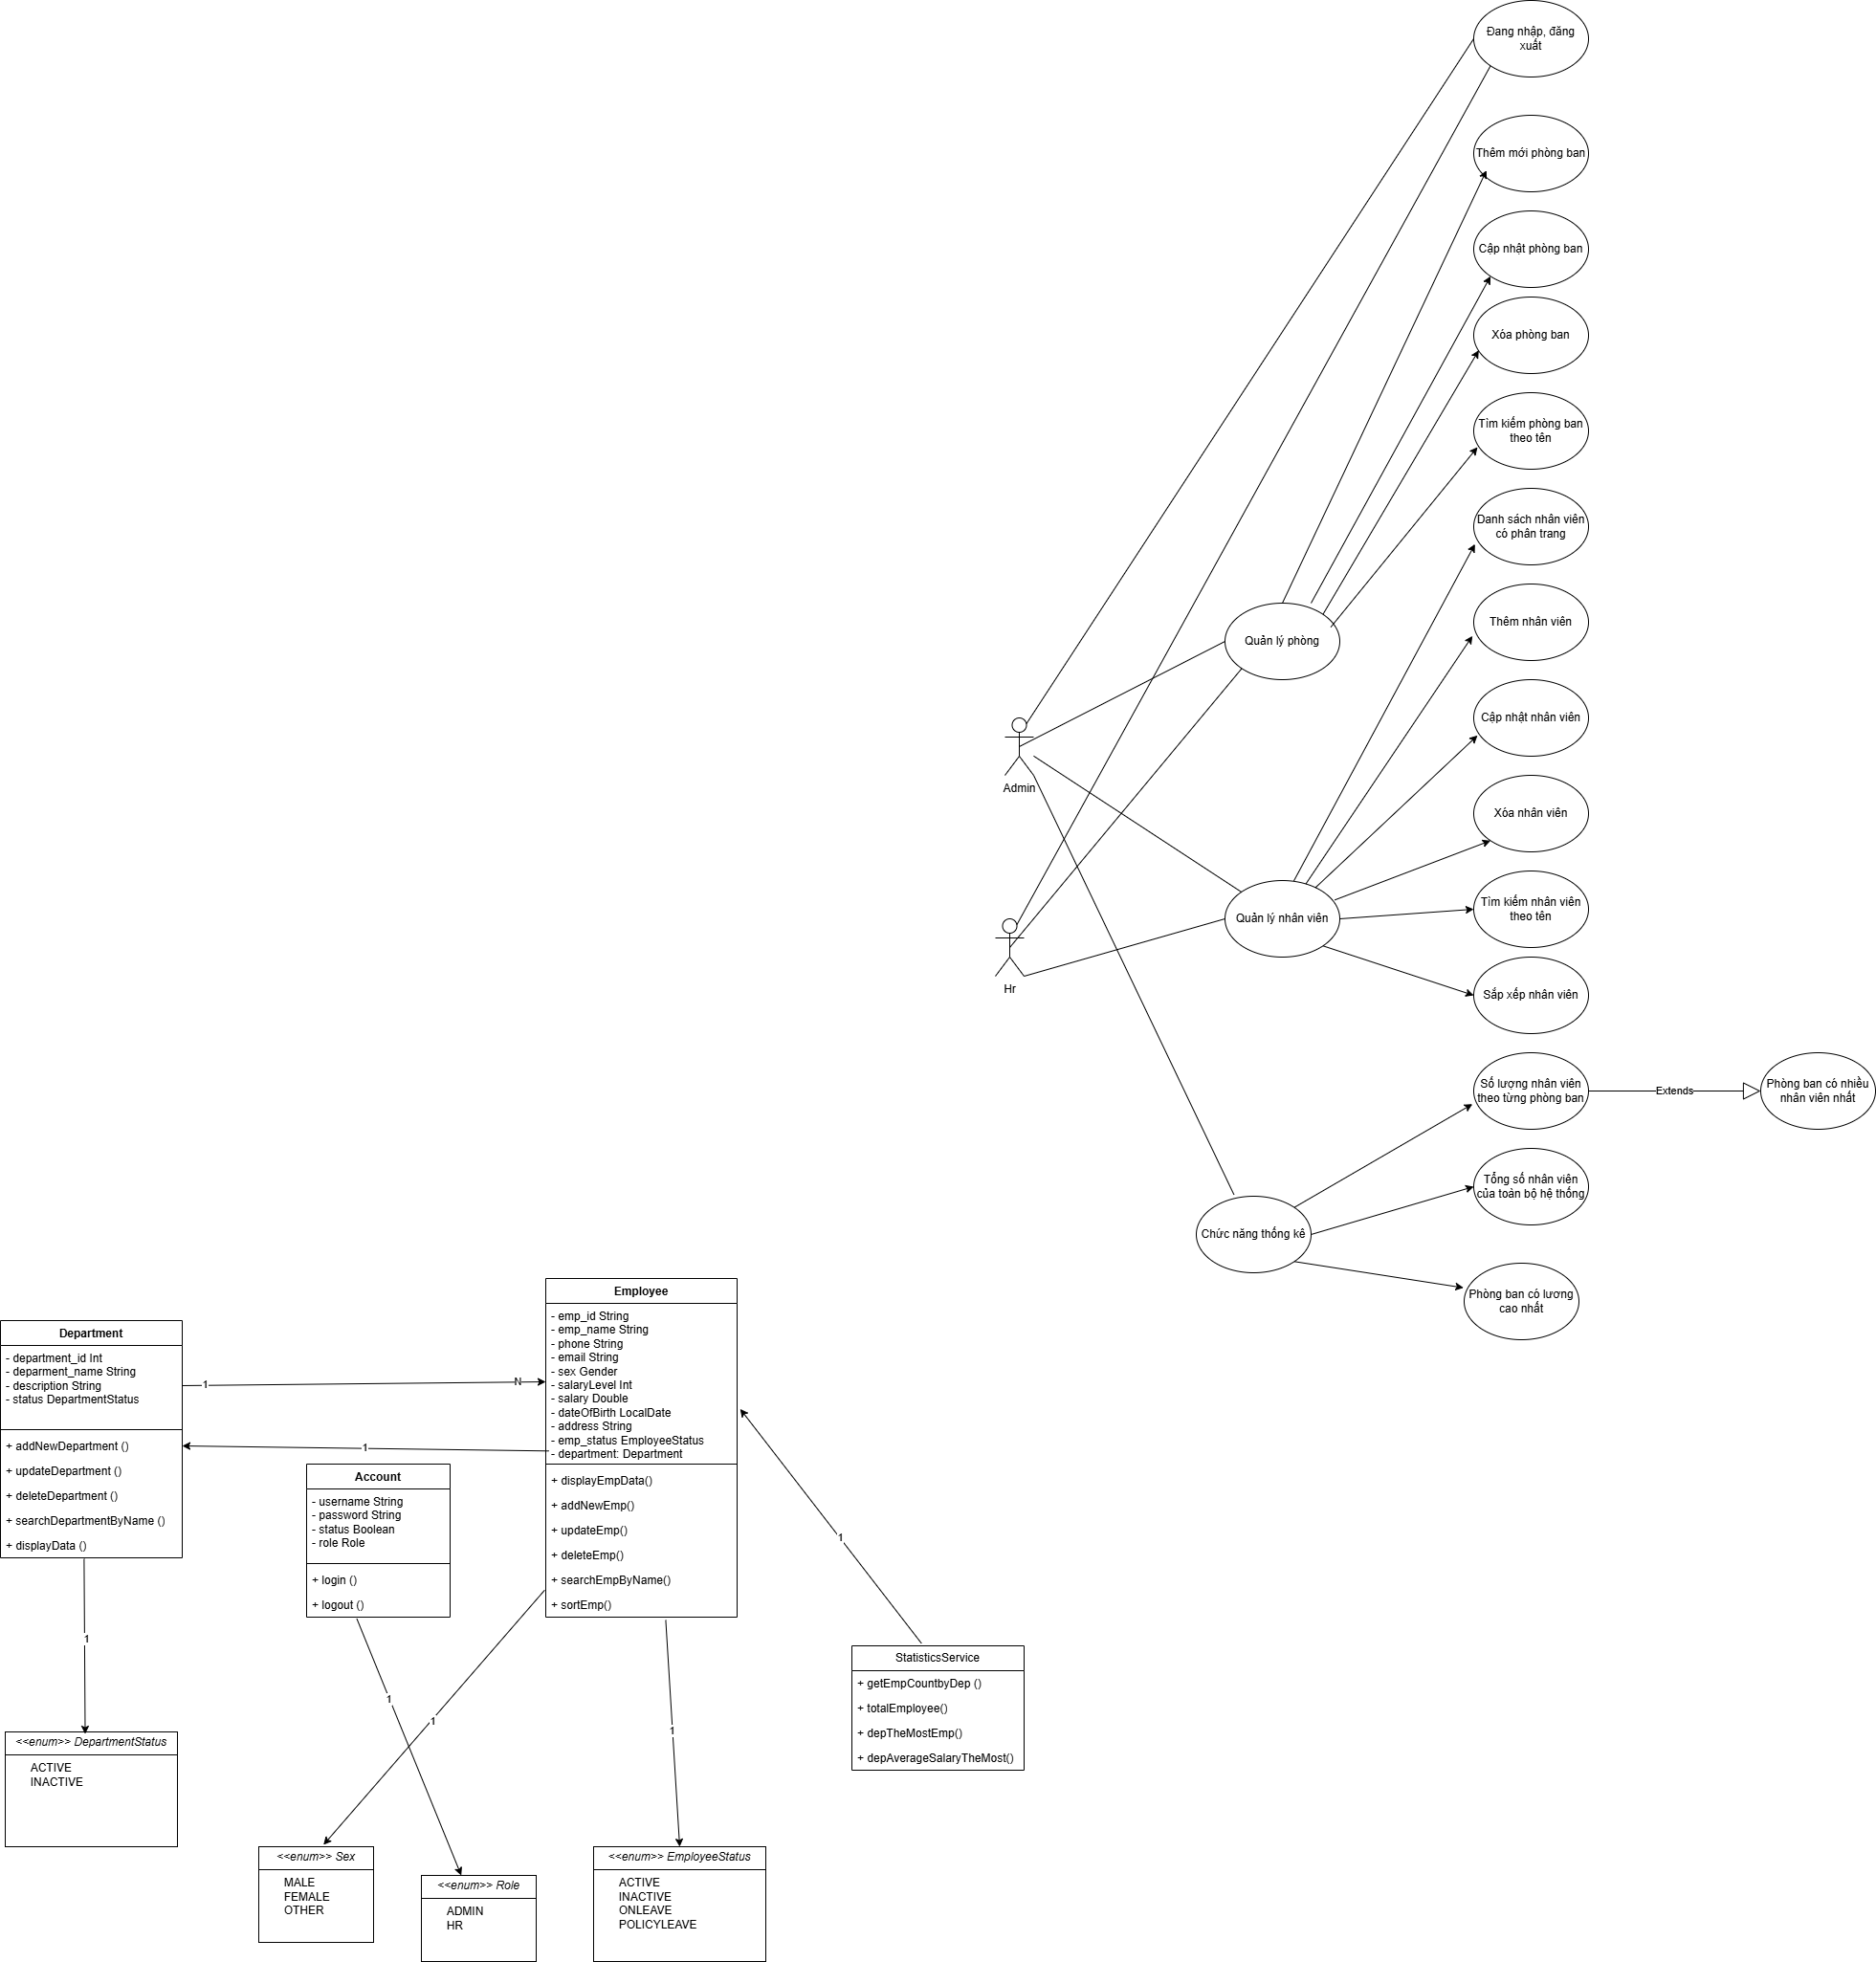 Đang nhập, đăng
xuất
Thêm mới phòng ban
Cập nhật phòng ban
Xóa phòng ban
Tìm kiếm phòng ban
theo tên
Danh sách nhân viên
có phân trang
Thêm nhân viên
Quản lý phòng
Cập nhật nhân viên
Admin
Xóa nhân viên
Quản lý nhân viên
Tìm kiếm nhân viên
theo tên
Hr
Sắp xếp nhân viên
Số lượng nhân viên
theo từng phòng ban
Extends
Phòng ban có nhiều
nhân viên nhất
Tổng số nhân viên
của toàn bộ hệ thống
Chức năng thống kê
Phòng ban có lương
cao nhất
Department
- department_id Int
- deparment_name String
- description String
- status DepartmentStatus
+ addNewDepartment ()
+ updateDepartment ()
+ deleteDepartment ()
+ searchDepartmentByName ()
+ displayData ()
1
N
1
Employee
- emp_id String
- emp_name String
- phone String
- email String
- sex Gender
- salaryLevel Int
- salary Double
- dateOfBirth LocalDate
- address String
- emp_status EmployeeStatus
- department: Department
+ displayEmpData()
+ addNewEmp()
+ updateEmp()
+ deleteEmp()
+ searchEmpByName()
+ sortEmp()
Account
- username String
- password String
- status Boolean
- role Role
+ login ()
+ logout ()
1
1
1
1
1
StatisticsService
+ getEmpCountbyDep ()
+ totalEmployee()
+ depTheMostEmp()
+ depAverageSalaryTheMost()
<<enum>> DepartmentStatus
ACTIVE
INACTIVE
<<enum>> Sex
MALE
FEMALE
OTHER
<<enum>> Role
ADMIN
HR
<<enum>> EmployeeStatus
ACTIVE
INACTIVE
ONLEAVE
POLICYLEAVE